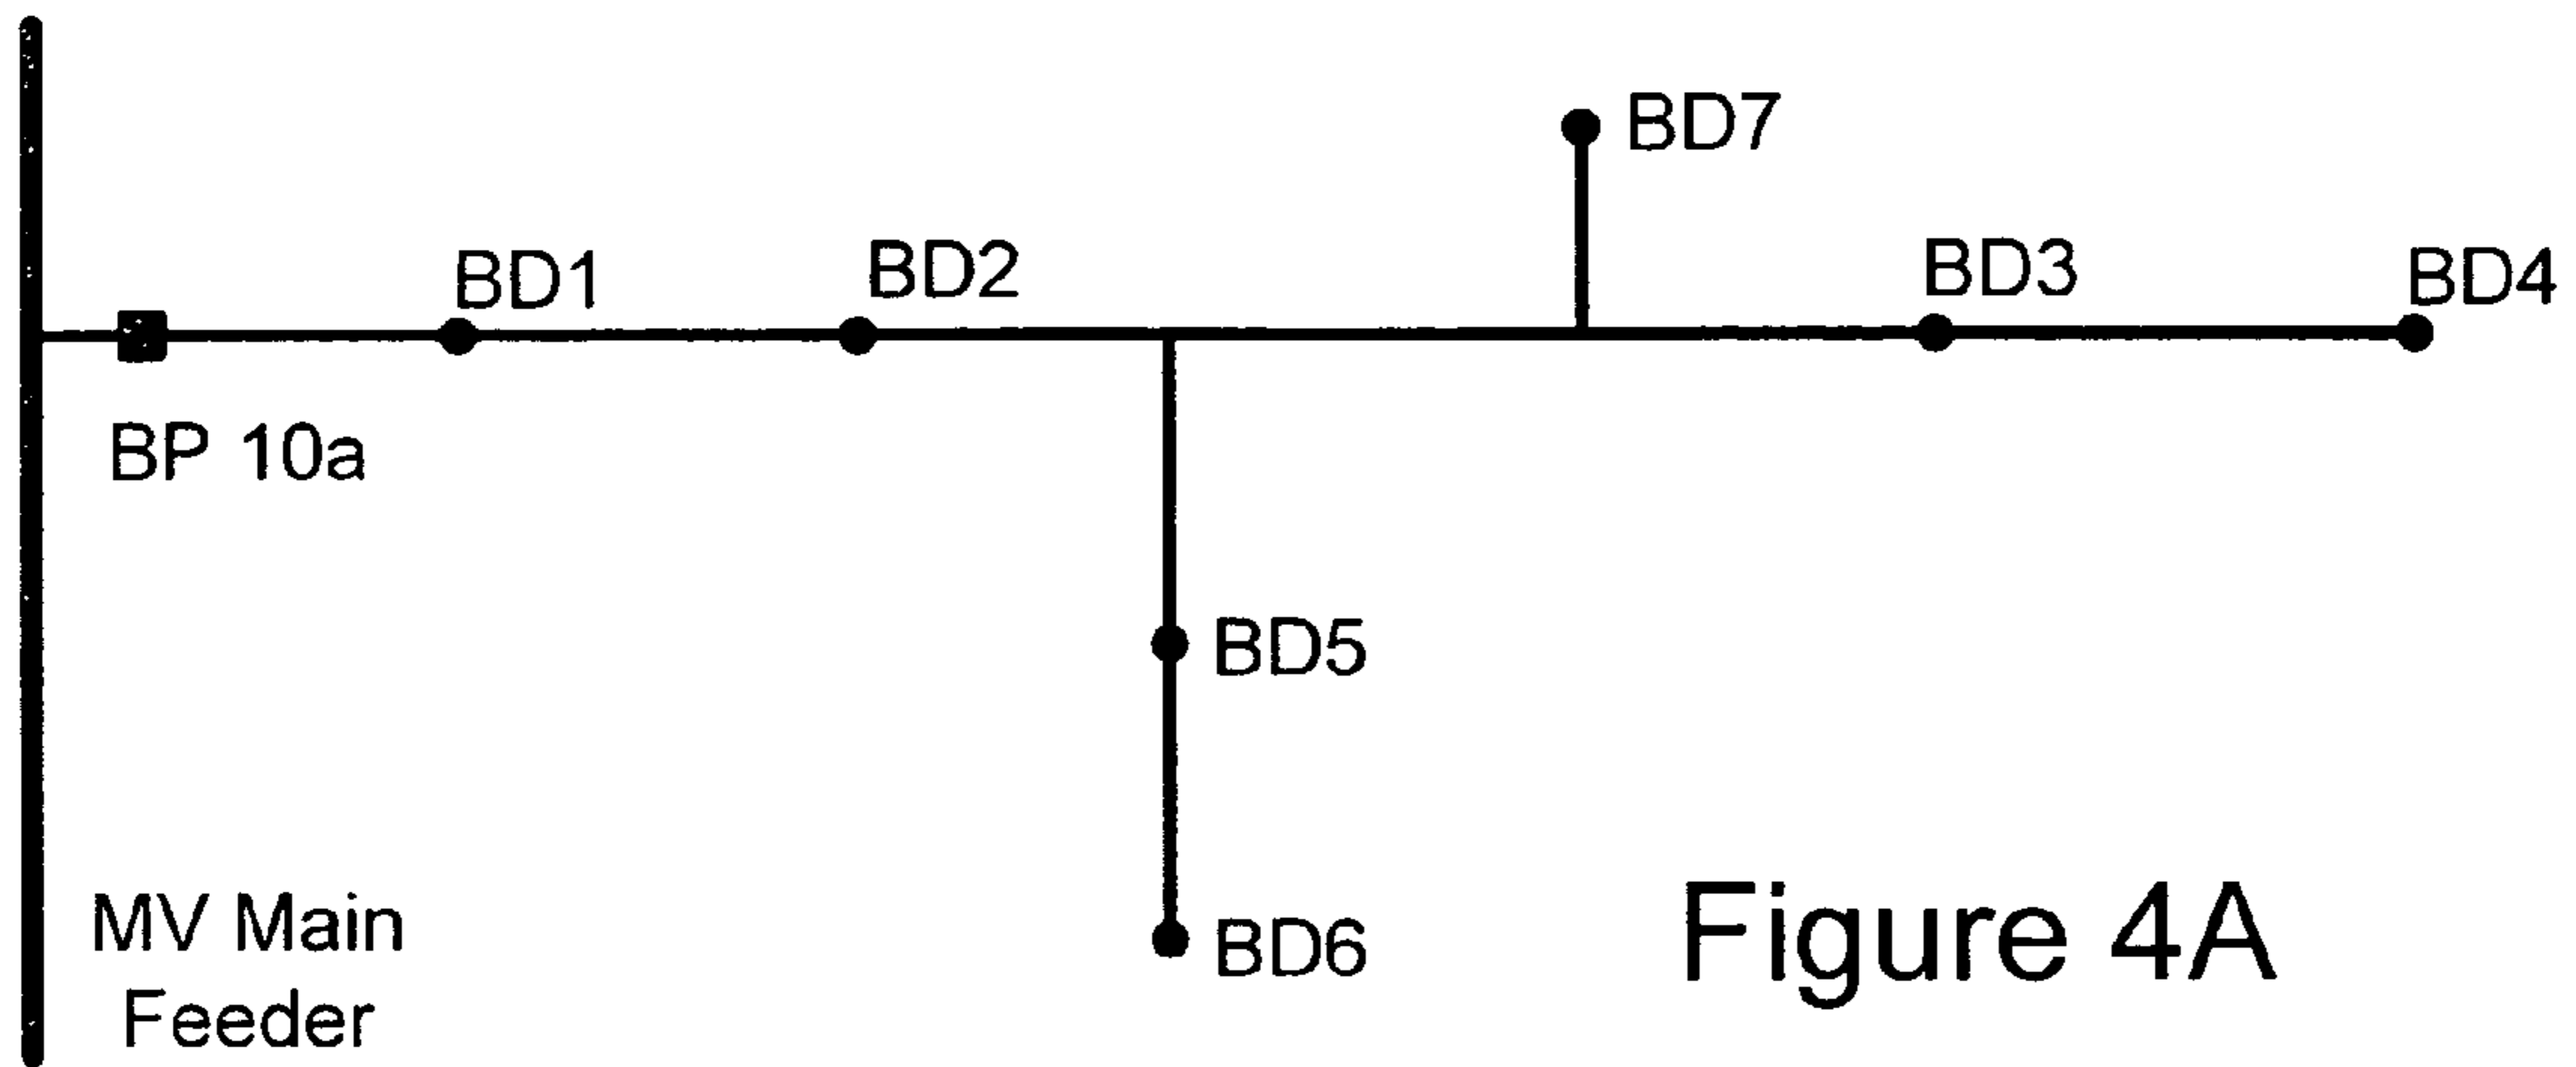 BD7
BD1
BD2
BD3
BD4
BP 10a
BD5
BD6
MV Main
Feeder
Figure 4A